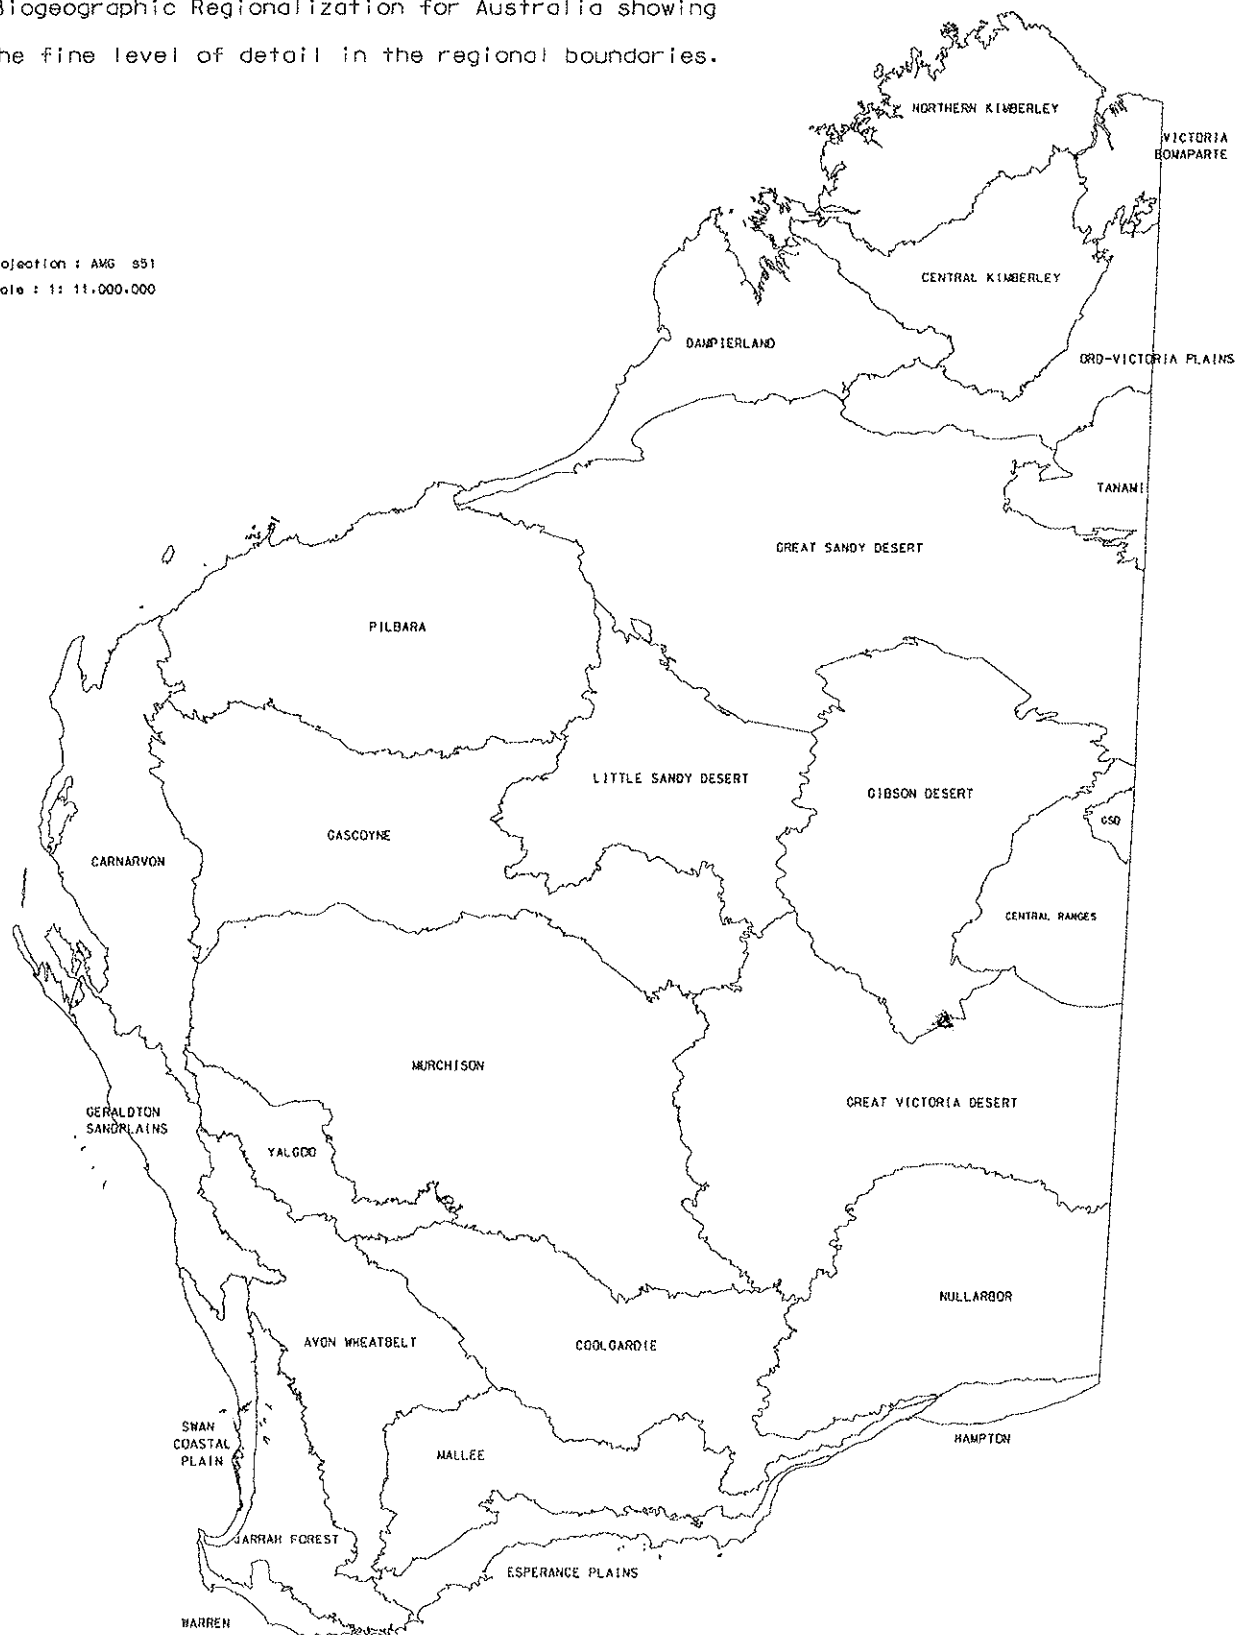 Biogeographic Regionalization for Australia showing
the fine level of detail in the regional boundaries.
NORTHERN KIMBERLEY
VICTORIA
BONAPARTE
ojection : AMG s51
ale : 1: 11,000,000
CENTRAL KIMBERLEY
DAMPIERLAND
ORD-VICTORIA PLAINS
TANAMI
GREAT SANDY DESERT
PILBARA
LITTLE SANDY DESERT
GIBSON DESERT
GSD
GASCOYNE
CARNARVON
CENTRAL RANGES
MURCHISON
GREAT VICTORIA DESERT
GERALDTON
SANDPLAINS
YALGOO
NULLARBOR
AVON WHEATBELT
COOLGARDIE
SWAN
COASTAL
PLAIN
HAMPTON
MALLEE
JARRAH FOREST
ESPERANCE PLAINS
WARREN